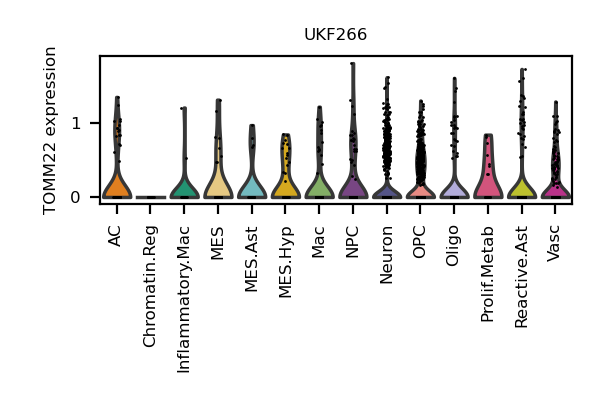 UKF266
TOMM22 expression
1
0
AC
Chromatin.Reg
Inflammatory.Mac
MES
MES.Ast
MES.Hyp
Mac
NPC
Neuron
OPC
Oligo
Prolif.Metab
Reactive.Ast
Vasc